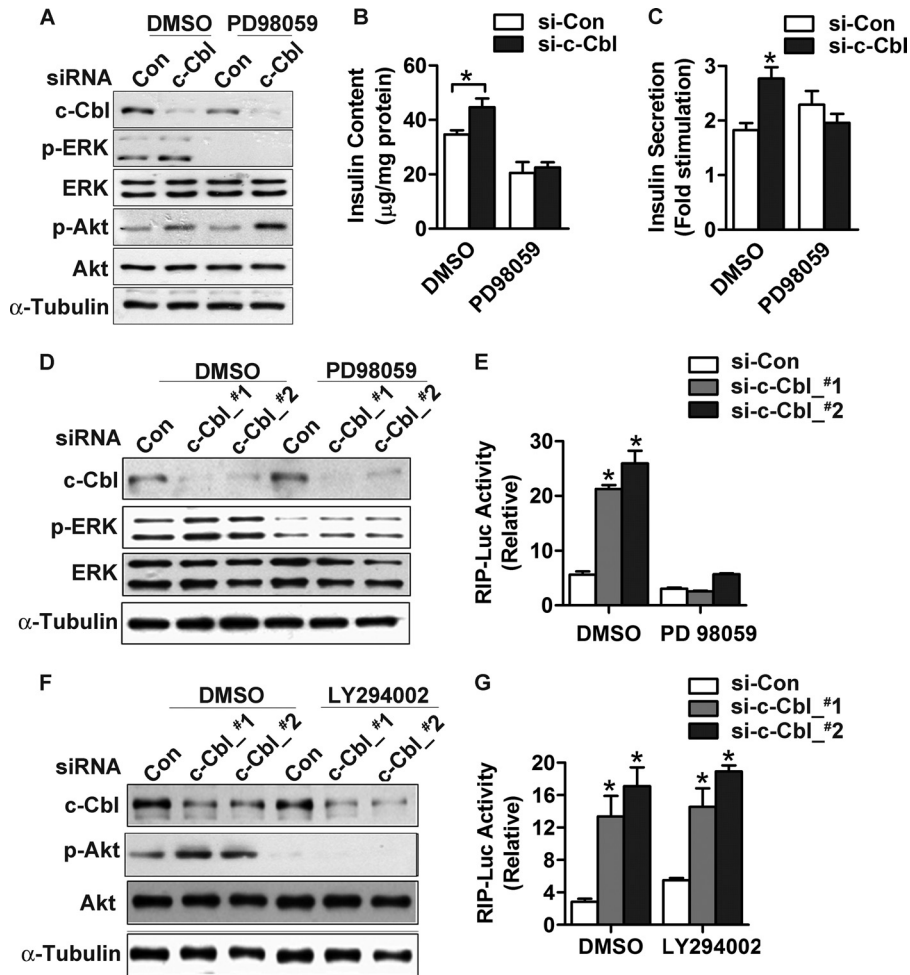 A
DMSO PD98059
siRNA Con c-Cbl Con c-Cbl
c-Cbl
p-ERK
ERK
p-Akt
Akt
α-Tubulin
B
si-Con
si-c-Cbl
Insulin Content
(μg/mg protein)
60
40
20
0
*
DMSO
PD98059
C
si-Con
si-c-Cbl
Insulin Secretion
(Fold stimulation)
3
2
1
0
*
DMSO
PD98059
D
DMSO PD98059
siRNA Con c-Cbl_#1 c-Cbl_#2 Con c-Cbl_#1 c-Cbl_#2
c-Cbl
p-ERK
ERK
α-Tubulin
E
si-Con
si-c-Cbl_#1
si-c-Cbl_#2
RIP-Luc Activity
(Relative)
30
20
10
0
* *
DMSO PD 98059
F
DMSO LY294002
siRNA Con c-Cbl_#1 c-Cbl_#2 Con c-Cbl_#1 c-Cbl_#2
c-Cbl
p-Akt
Akt
α-Tubulin
G
si-Con
si-c-Cbl_#1
si-c-Cbl_#2
RIP-Luc Activity
(Relative)
20
16
12
8
4
0
* * * *
DMSO LY294002